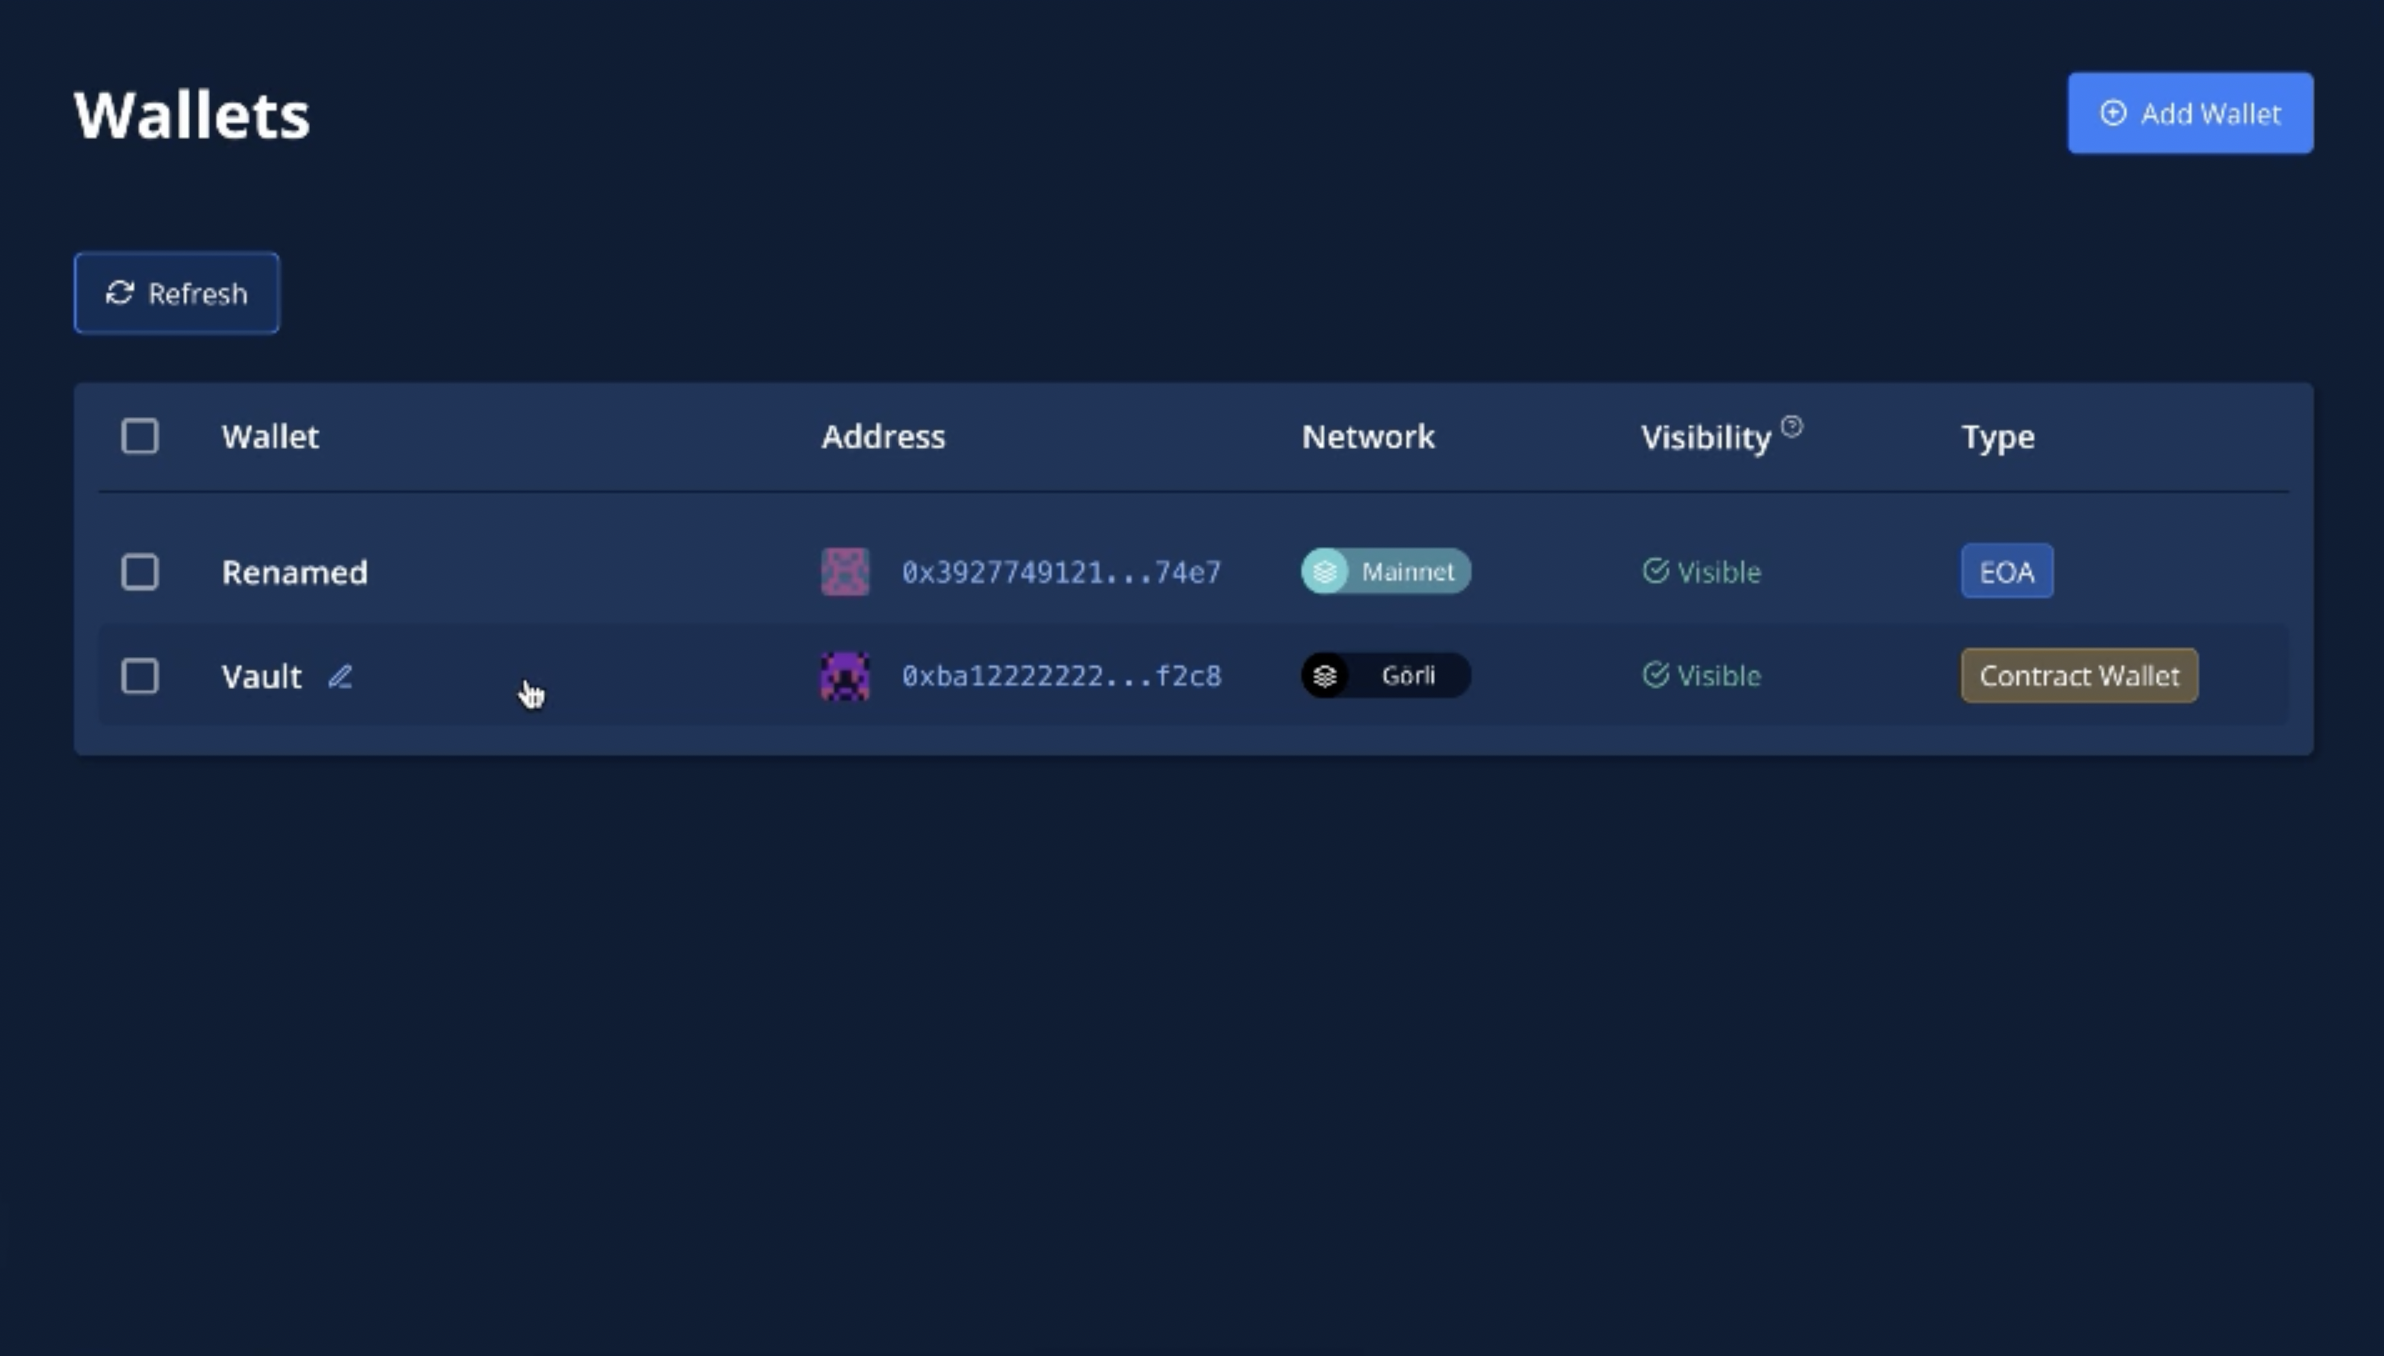 Wallets
Add Wallet
Refresh
Wallet Address Network Visibility Type
Renamed 0x3927749121...74e7 Mainnet Visible EOA
Vault 0xba12222222...f2c8 Görli Visible Contract Wallet